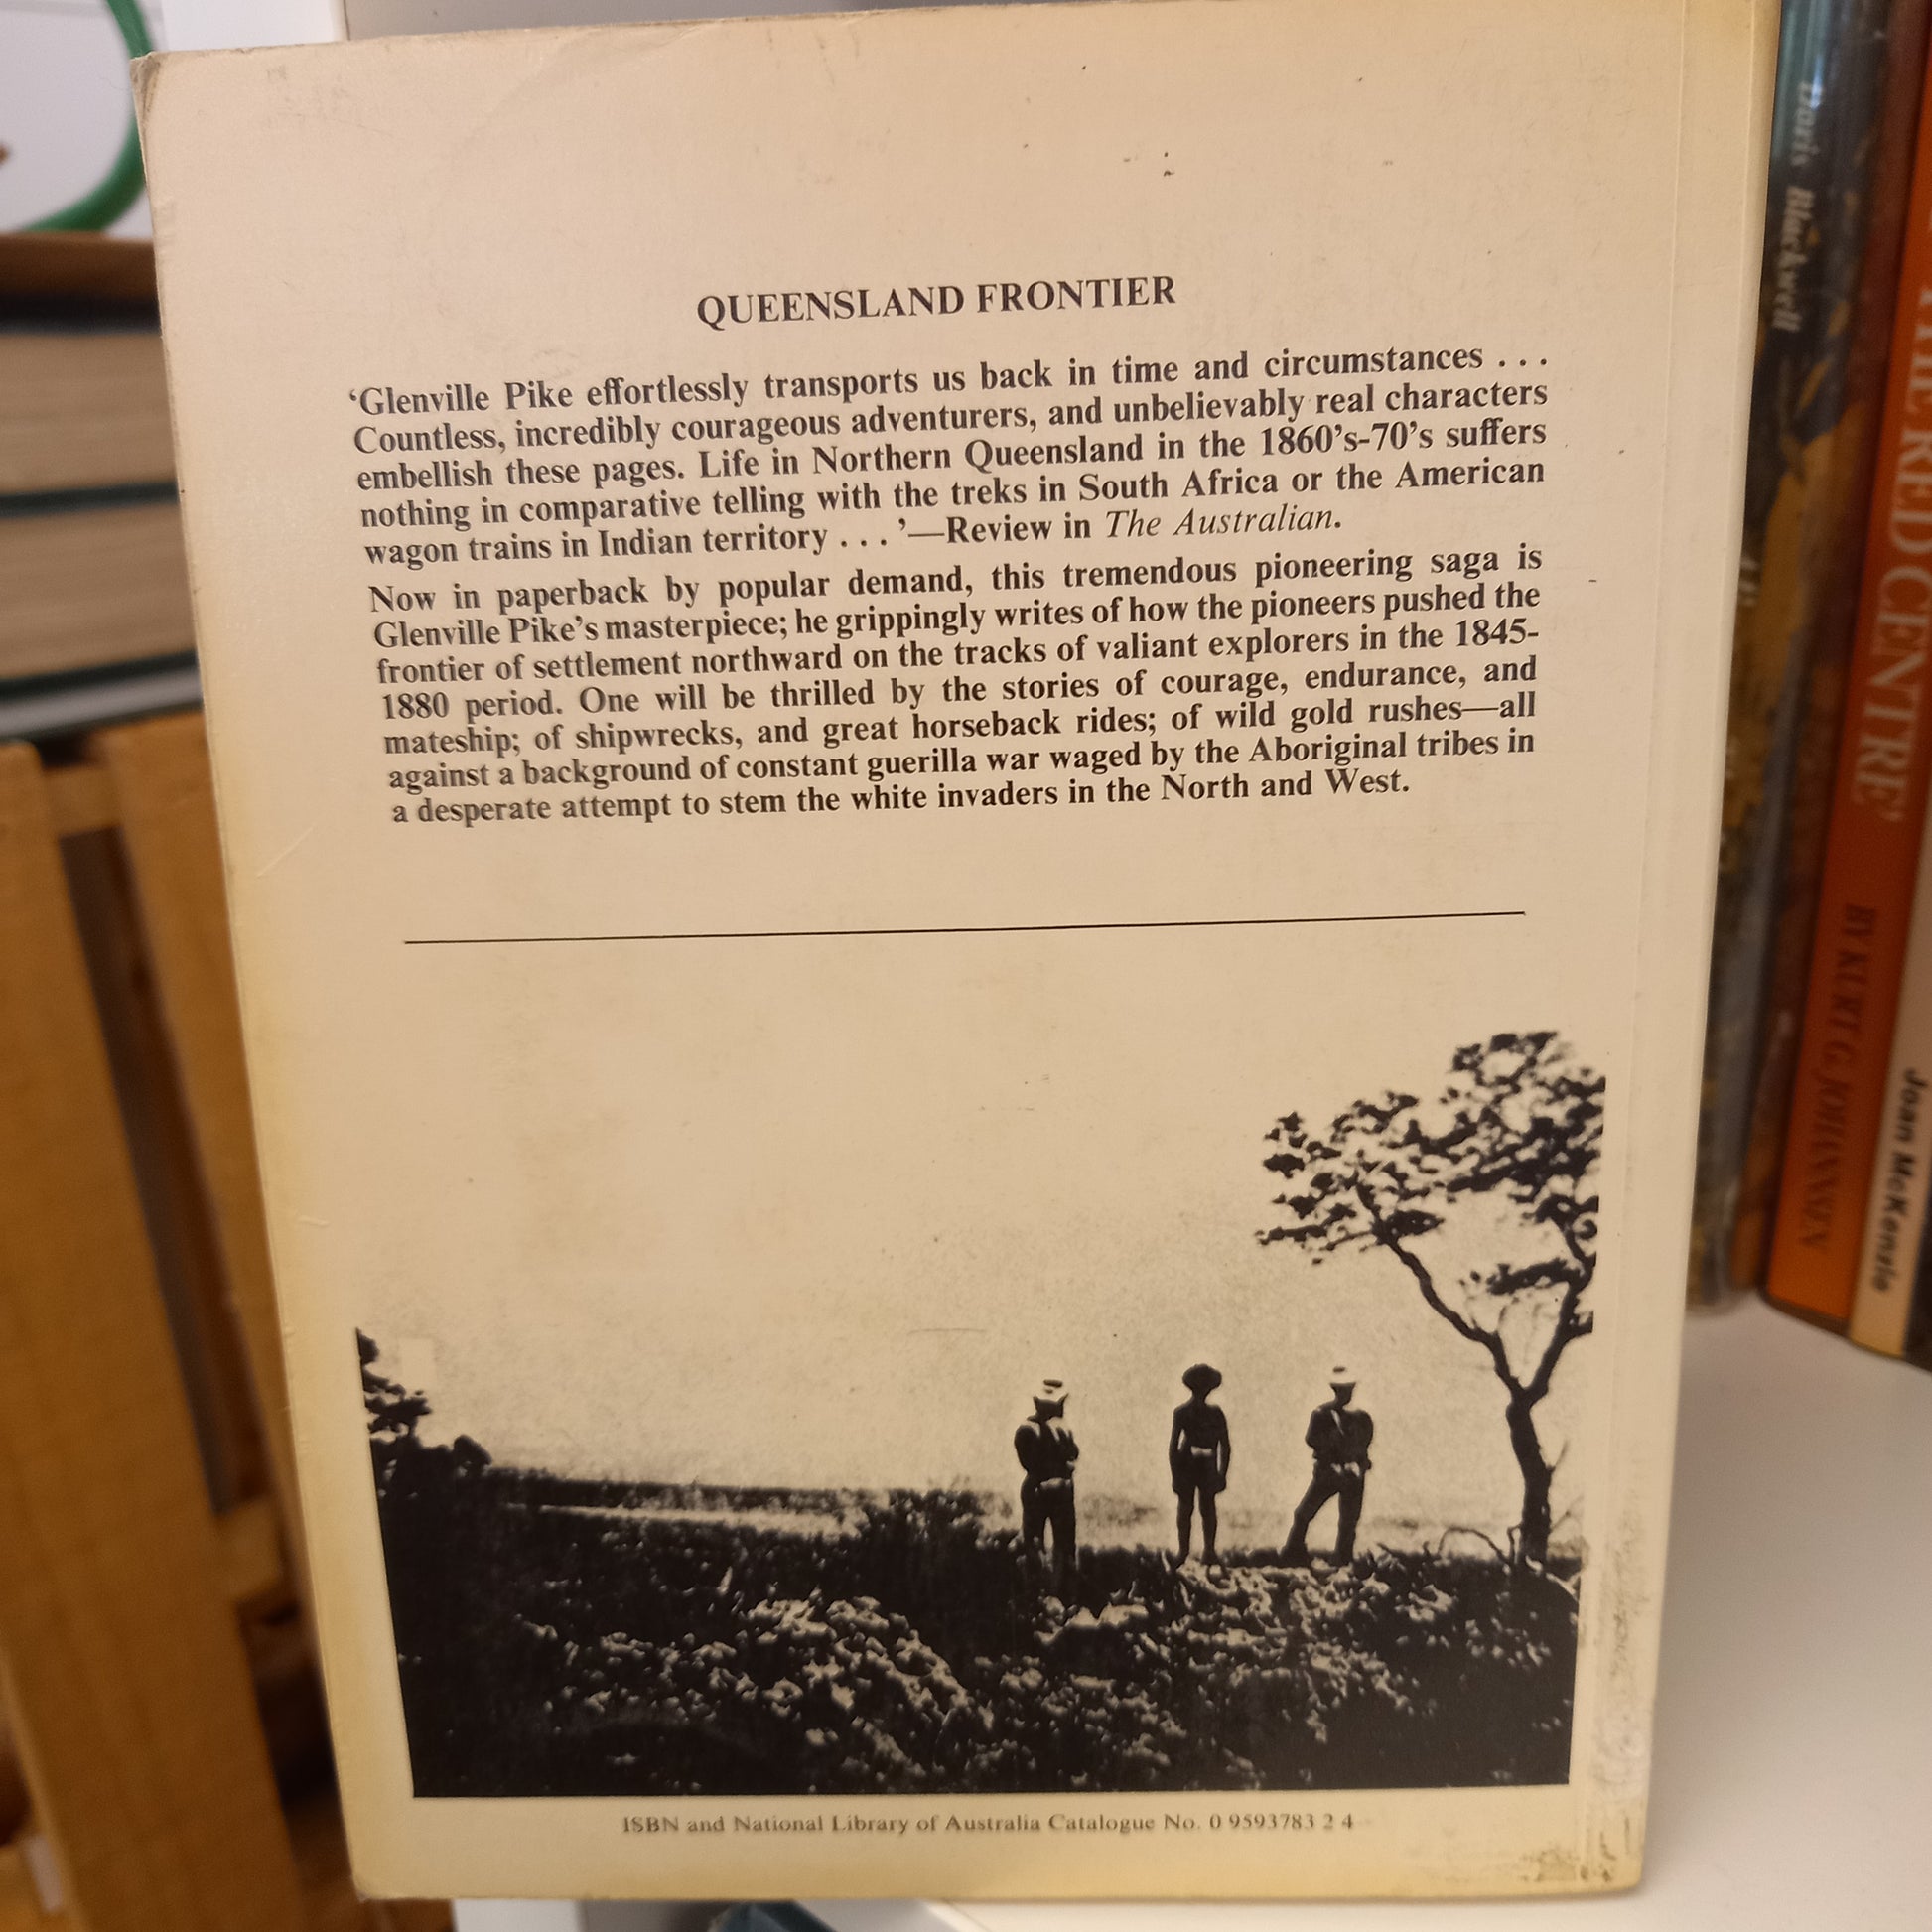 QUEENSLAND FRONTIER
‘Glenville Pike effortlessly transports us back in time and circumstances . . .
Countless, incredibly courageous adventurers, and unbelievably real characters
embellish these pages. Life in Northern Queensland in the 1860’s-70’s suffers
nothing in comparative telling with the treks in South Africa or the American
wagon trains in Indian territory . . . ’—Review in The Australian.
Now in paperback by popular demand, this tremendous pioneering saga is
Glenville Pike’s masterpiece; he grippingly writes of how the pioneers pushed the
frontier of settlement northward on the tracks of valiant explorers in the 1845-
1880 period. One will be thrilled by the stories of courage, endurance, and
mateship; of shipwrecks, and great horseback rides; of wild gold rushes—all
against a background of constant guerilla war waged by the Aboriginal tribes in
a desperate attempt to stem the white invaders in the North and West.
ISBN and National Library of Australia Catalogue No. 0 9593783 2 4
Doris Blackwell
THE RED CENTRE
BY KURT G. JOHANNSEN
Joan McKenzie